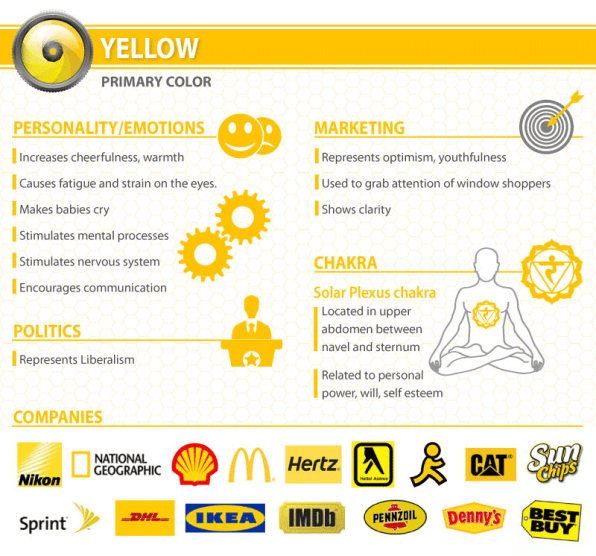 YELLOW
PRIMARY COLOR
PERSONALITY/EMOTIONS
Increases cheerfulness, warmth
Causes fatigue and strain on the eyes.
Makes babies cry
Stimulates mental processes
Stimulates nervous system
Encourages communication
POLITICS
Represents Liberalism
MARKETING
Represents optimism, youthfulness
Used to grab attention of window shoppers
Shows clarity
CHAKRA
Solar Plexus chakra
Located in upper
abdomen between
navel and sternum
Related to personal
power, will, self esteem
COMPANIES
Nikon
NATIONAL
GEOGRAPHIC
Hertz
CAT
Sun
Chips
Sprint
DHL
IKEA
IMDb
PENNZOIL
Denny's
BEST
BUY